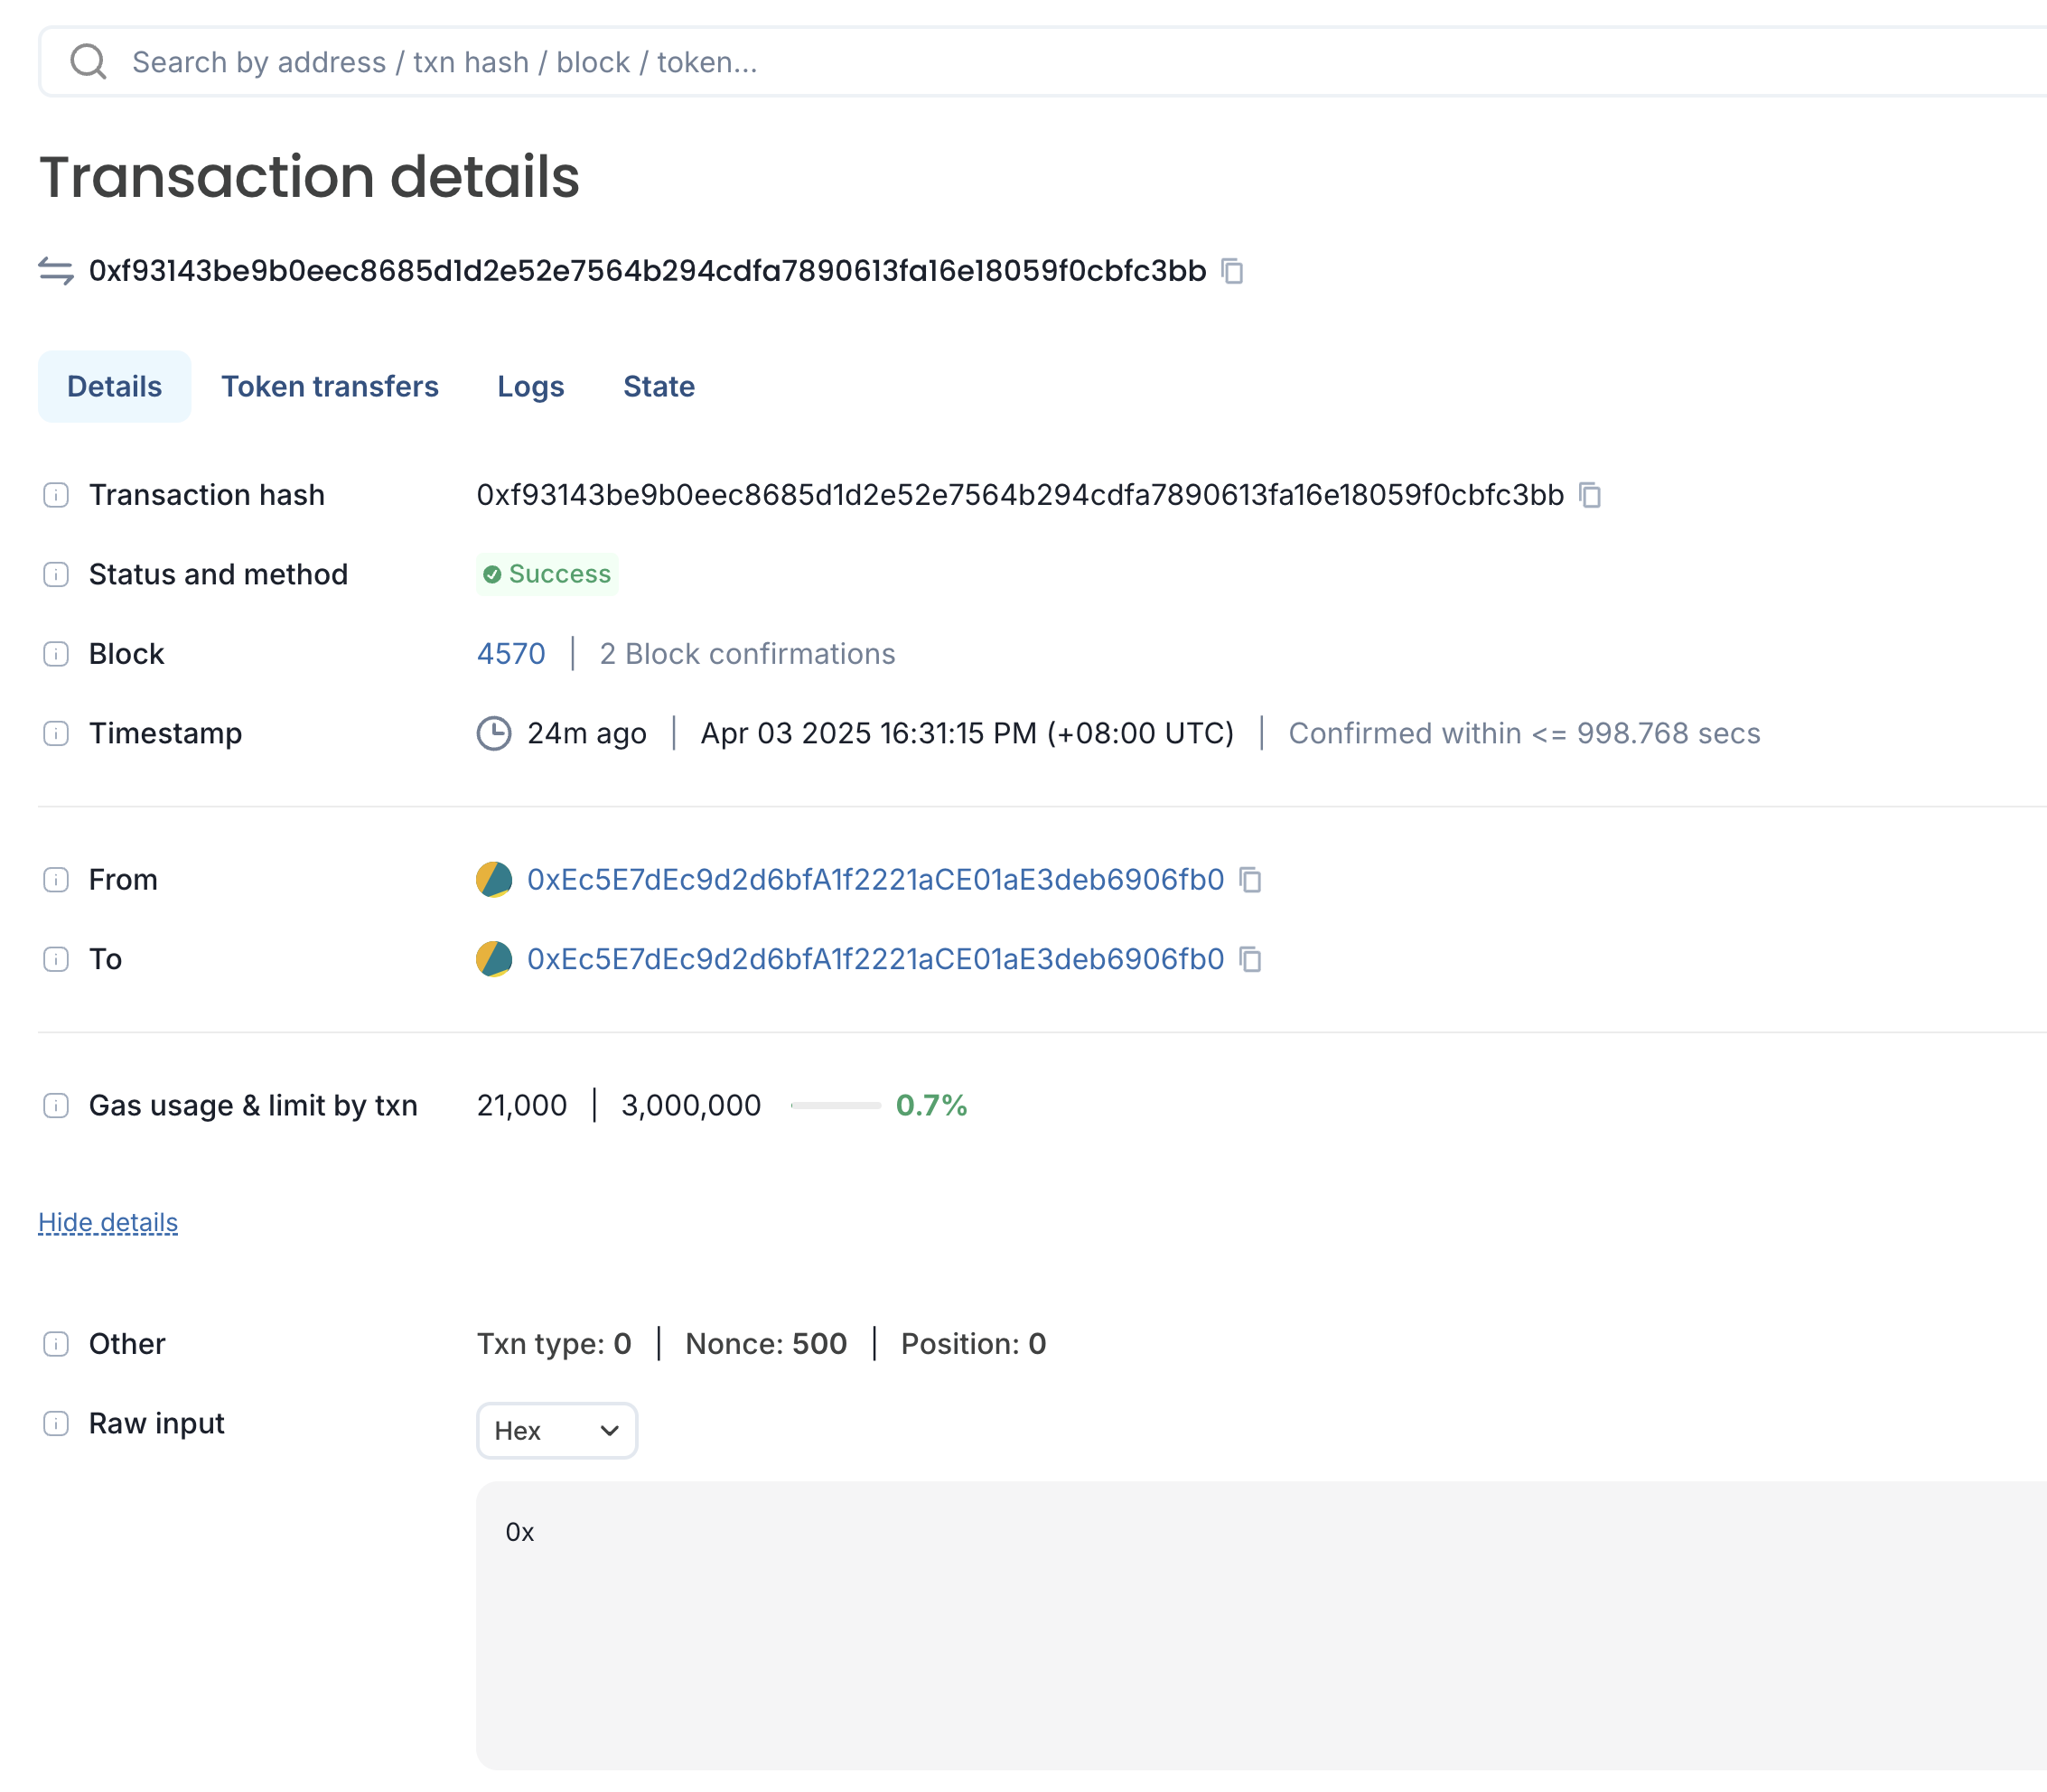 Search by address / txn hash / block / token...
Transaction details
0xf93143be9b0eec8685d1d2e52e7564b294cdfa7890613fa16e18059f0cbfc3bb
Details Token transfers Logs State
Transaction hash 0xf93143be9b0eec8685d1d2e52e7564b294cdfa7890613fa16e18059f0cbfc3bb
Status and method Success
Block 4570 | 2 Block confirmations
Timestamp 24m ago | Apr 03 2025 16:31:15 PM (+08:00 UTC) | Confirmed within <= 998.768 secs
From 0xEc5E7dEc9d2d6bfA1f2221aCE01aE3deb6906fb0
To 0xEc5E7dEc9d2d6bfA1f2221aCE01aE3deb6906fb0
Gas usage & limit by txn 21,000 | 3,000,000 0.7%
Hide details
Other Txn type: 0 | Nonce: 500 | Position: 0
Raw input Hex
0x